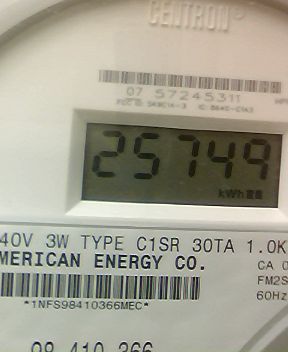 CENTRON®
07 57245311
25749
kWh
40V 3W TYPE C1SR 30TA 1.0K
MERICAN ENERGY CO.
CA 0
FM2S
*1NFS98410366MEC*
60Hz
98 410 366